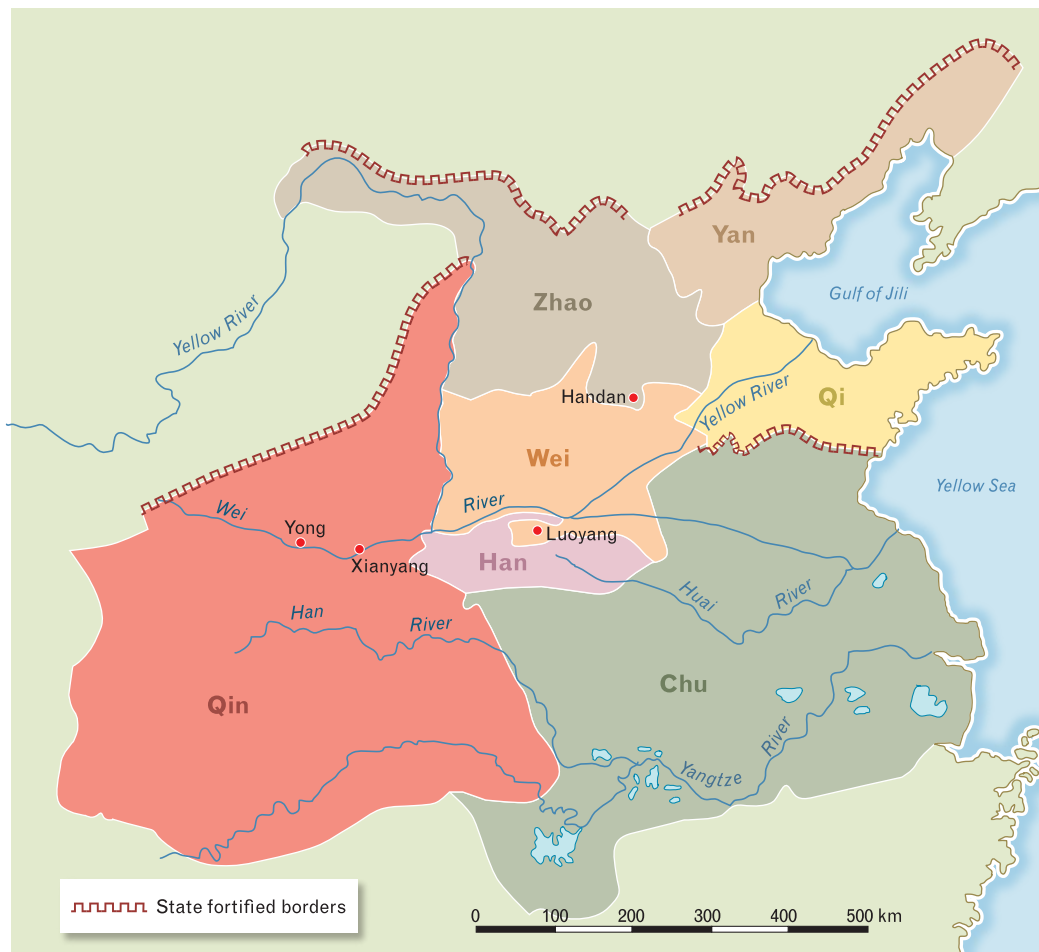 Yan
Gulf of Jili
Zhao
Yellow River
Handan
Yellow River
Qi
Wei
Yellow Sea
Wei
River
Yong
Luoyang
Xianyang
Han
Huai
River
Han
River
Chu
Qin
Yangtze
River
State fortified borders
0 100 200 300 400 500 km